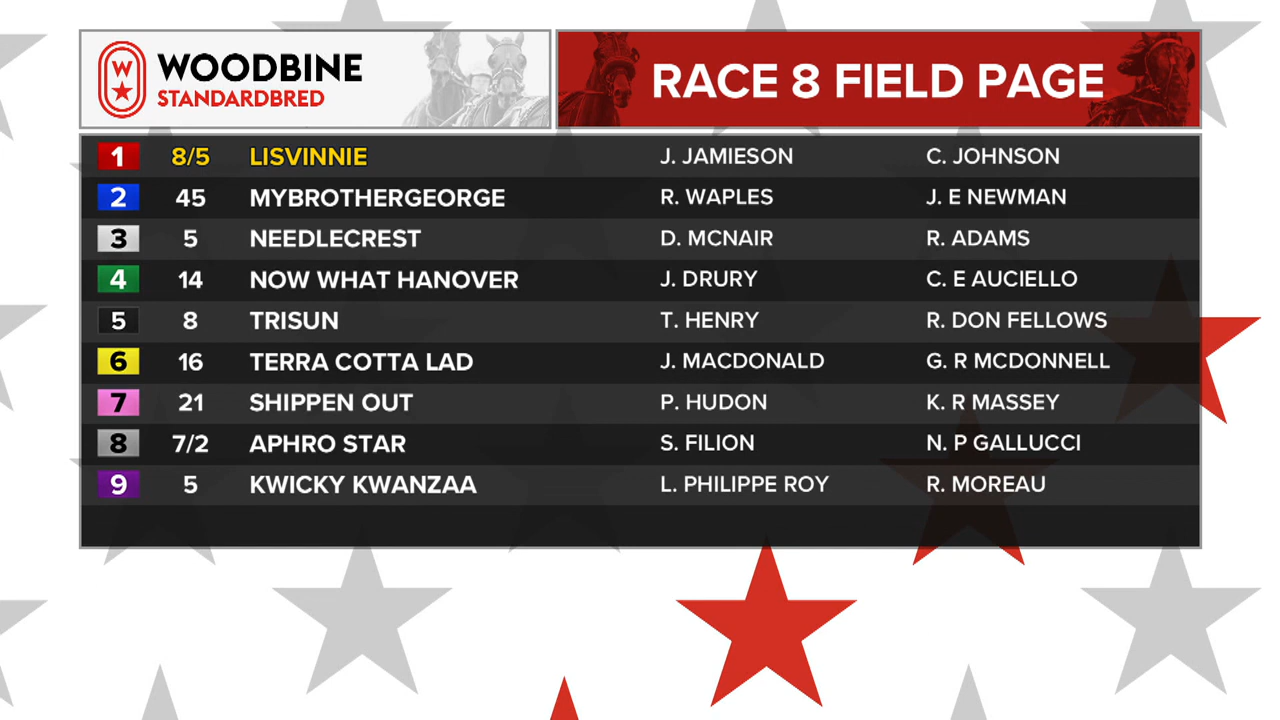 W
WOODBINE
STANDARDBRED
RACE 8 FIELD PAGE
1 8/5 LISVINNIE J. JAMIESON C. JOHNSON
2 45 MYBROTHERGEORGE R. WAPLES J. E NEWMAN
3 5 NEEDLECREST D. MCNAIR R. ADAMS
4 14 NOW WHAT HANOVER J. DRURY C. E AUCIELLO
5 8 TRISUN T. HENRY R. DON FELLOWS
6 16 TERRA COTTA LAD J. MACDONALD G. R MCDONNELL
7 21 SHIPPEN OUT P. HUDON K. R MASSEY
8 7/2 APHRO STAR S. FILION N. P GALLUCCI
9 5 KWICKY KWANZAA L. PHILIPPE ROY R. MOREAU